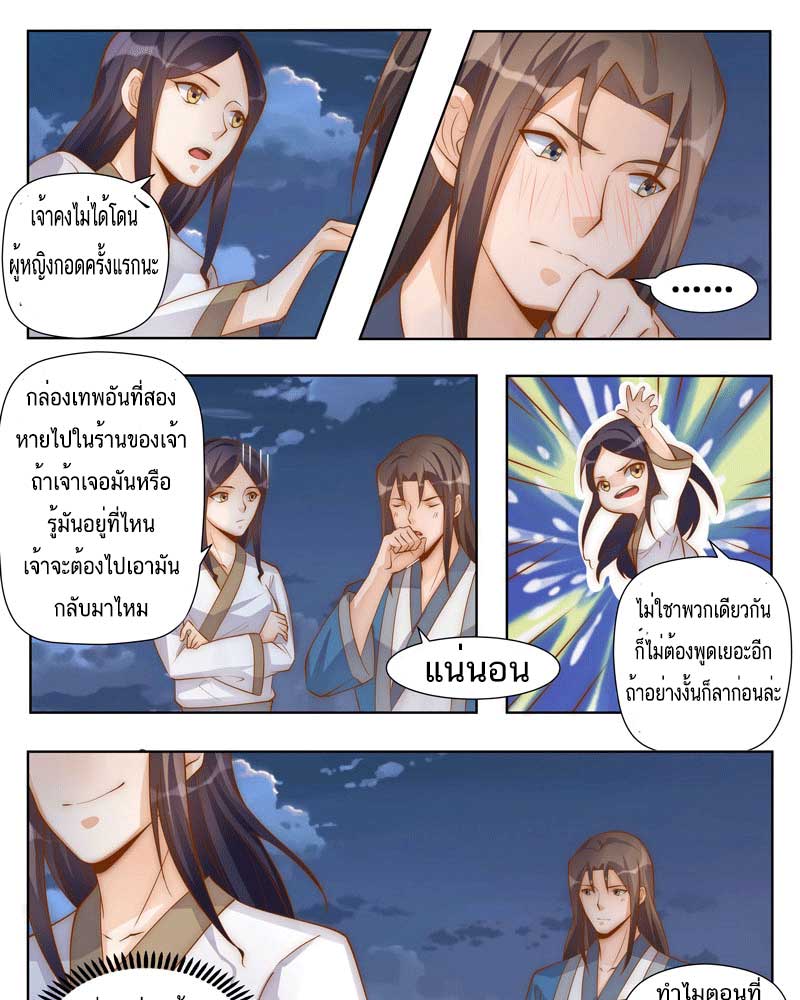 เจ้าคงไม่ได้โดน
ผู้หญิงกอดครั้งแรกนะ
••••••
กล่องเทพอันที่สอง
หายไปในร้านของเจ้า
ถ้าเจ้าเจอมันหรือ
รู้มันอยู่ที่ไหน
เจ้าจะต้องไปเอามัน
กลับมาไหม
แน่นอน
ไม่ใชาพวกเดียวกัน
ก็ไม่ต้องพูดเยอะอีก
ถ้าอย่างงั้นก็ลาก่อนล่ะ
ทำไมตอนที่